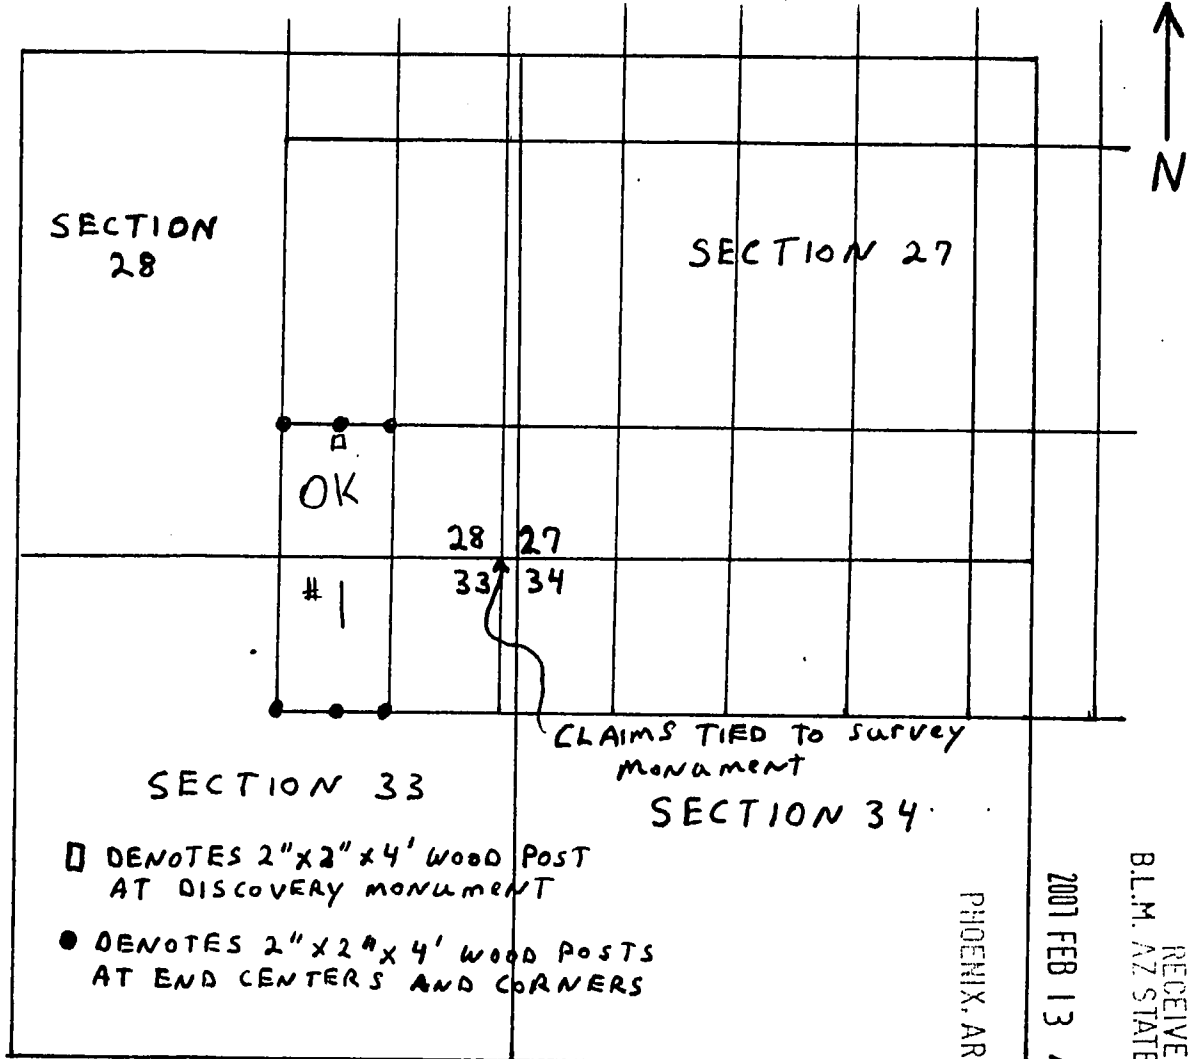 N
SECTION
28
SECTION 27
OK
28 27
33 34
#1
CLAIMS TIED TO survey
monument
SECTION 33
SECTION 34
DENOTES 2"x2"x4' WOOD POST
AT DISCOVERY monument
DENOTES 2"x2"x4' WOOD POSTS
AT END CENTERS AND CORNERS
RECEIVE
B.L.M. AZ STATE
2007 FEB 13
PHOENIX, AR